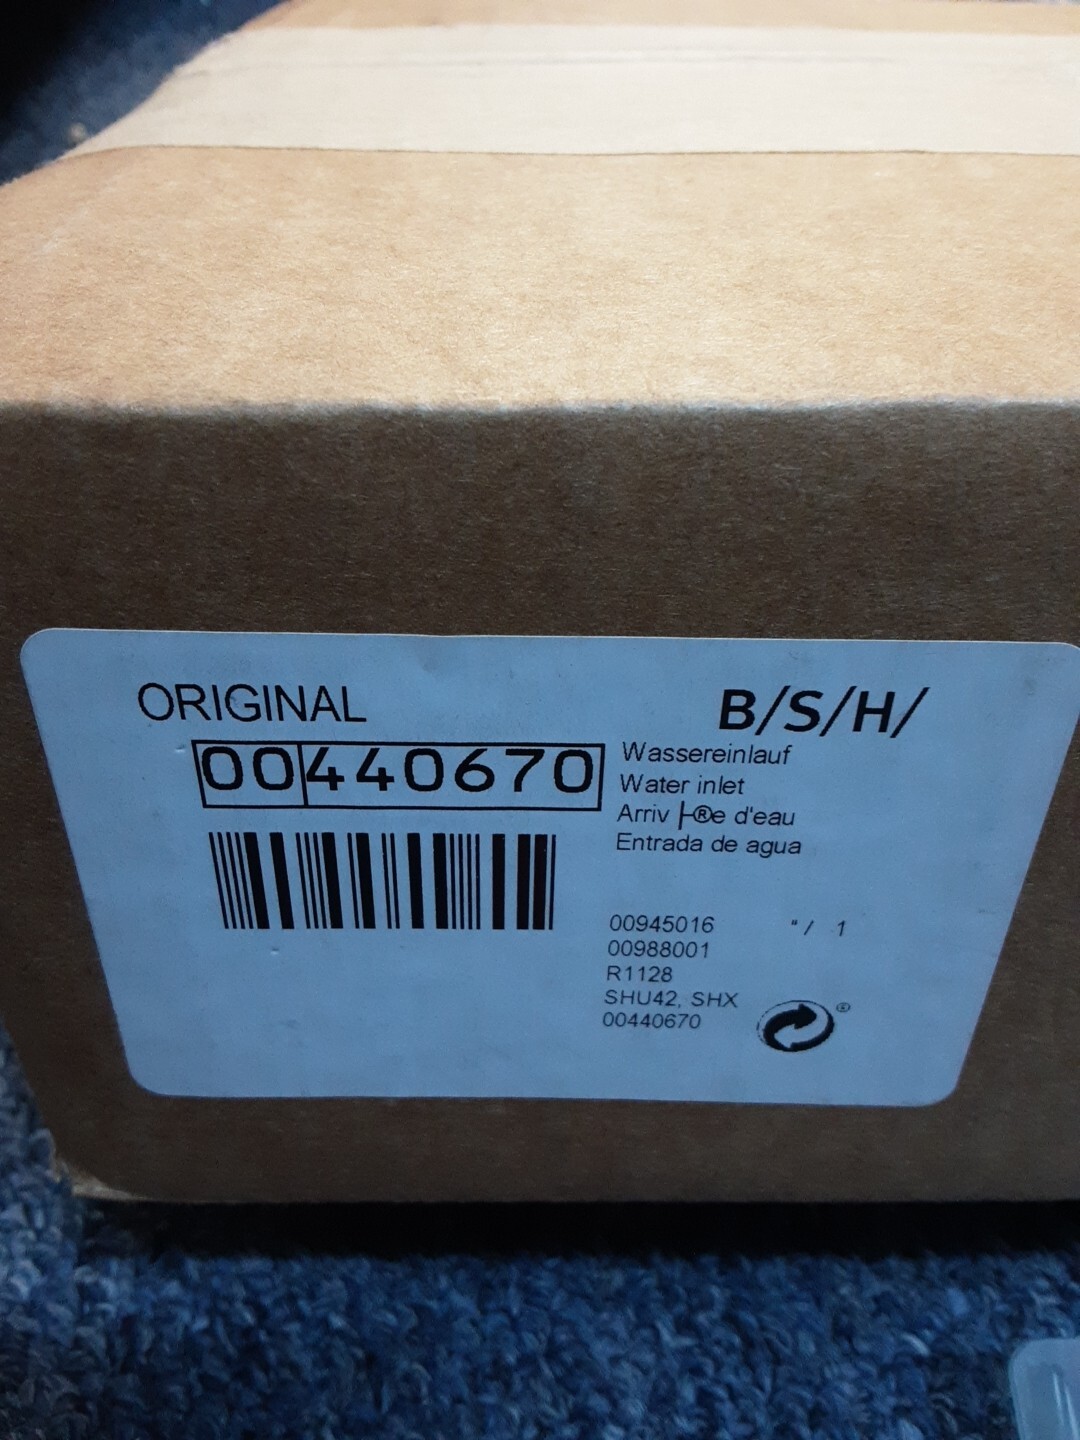 ORIGINAL
B/S/H/
00440670
Wassereinlauf
Water inlet
Arriv├®e d'eau
Entrada de agua
00945016 " / 1
00988001
R1128
SHU42, SHX
00440670
®